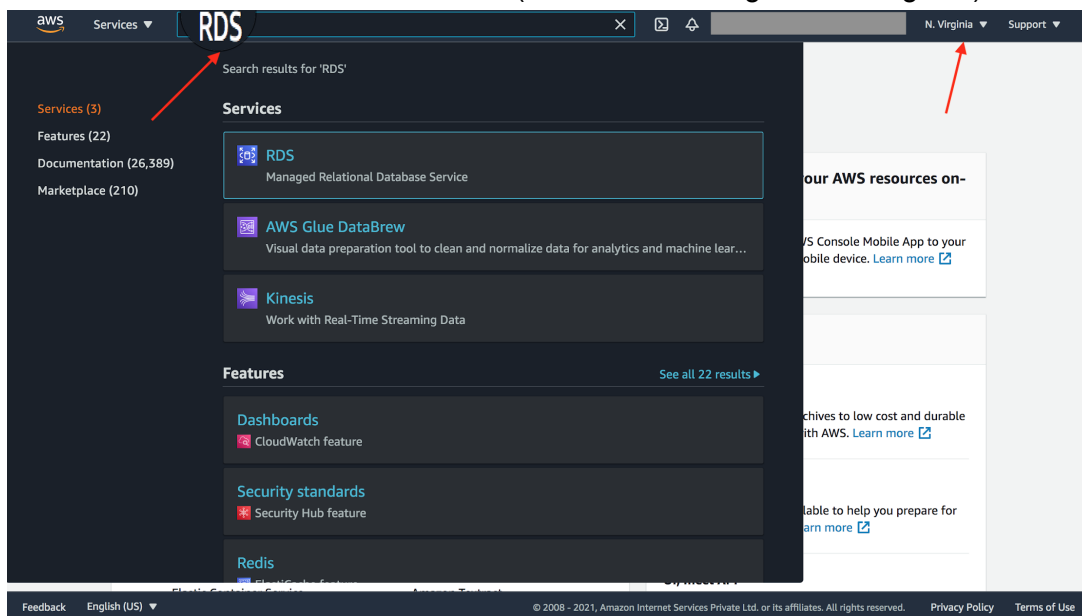 aws Services ▼ RDS N. Virginia ▼ Support ▼
Search results for 'RDS'
Services (3)
Features (22)
Documentation (26,389)
Marketplace (210)
Services
RDS
Managed Relational Database Service
AWS Glue DataBrew
Visual data preparation tool to clean and normalize data for analytics and machine lear...
Kinesis
Work with Real-Time Streaming Data
Features See all 22 results ▶
Dashboards
CloudWatch feature
Security standards
Security Hub feature
Redis
our AWS resources on-
S Console Mobile App to your
obile device. Learn more
chives to low cost and durable
ith AWS. Learn more
lable to help you prepare for
arn more
Feedback English (US) ▼ © 2008 - 2021, Amazon Internet Services Private Ltd. or its affiliates. All rights reserved. Privacy Policy Terms of Use